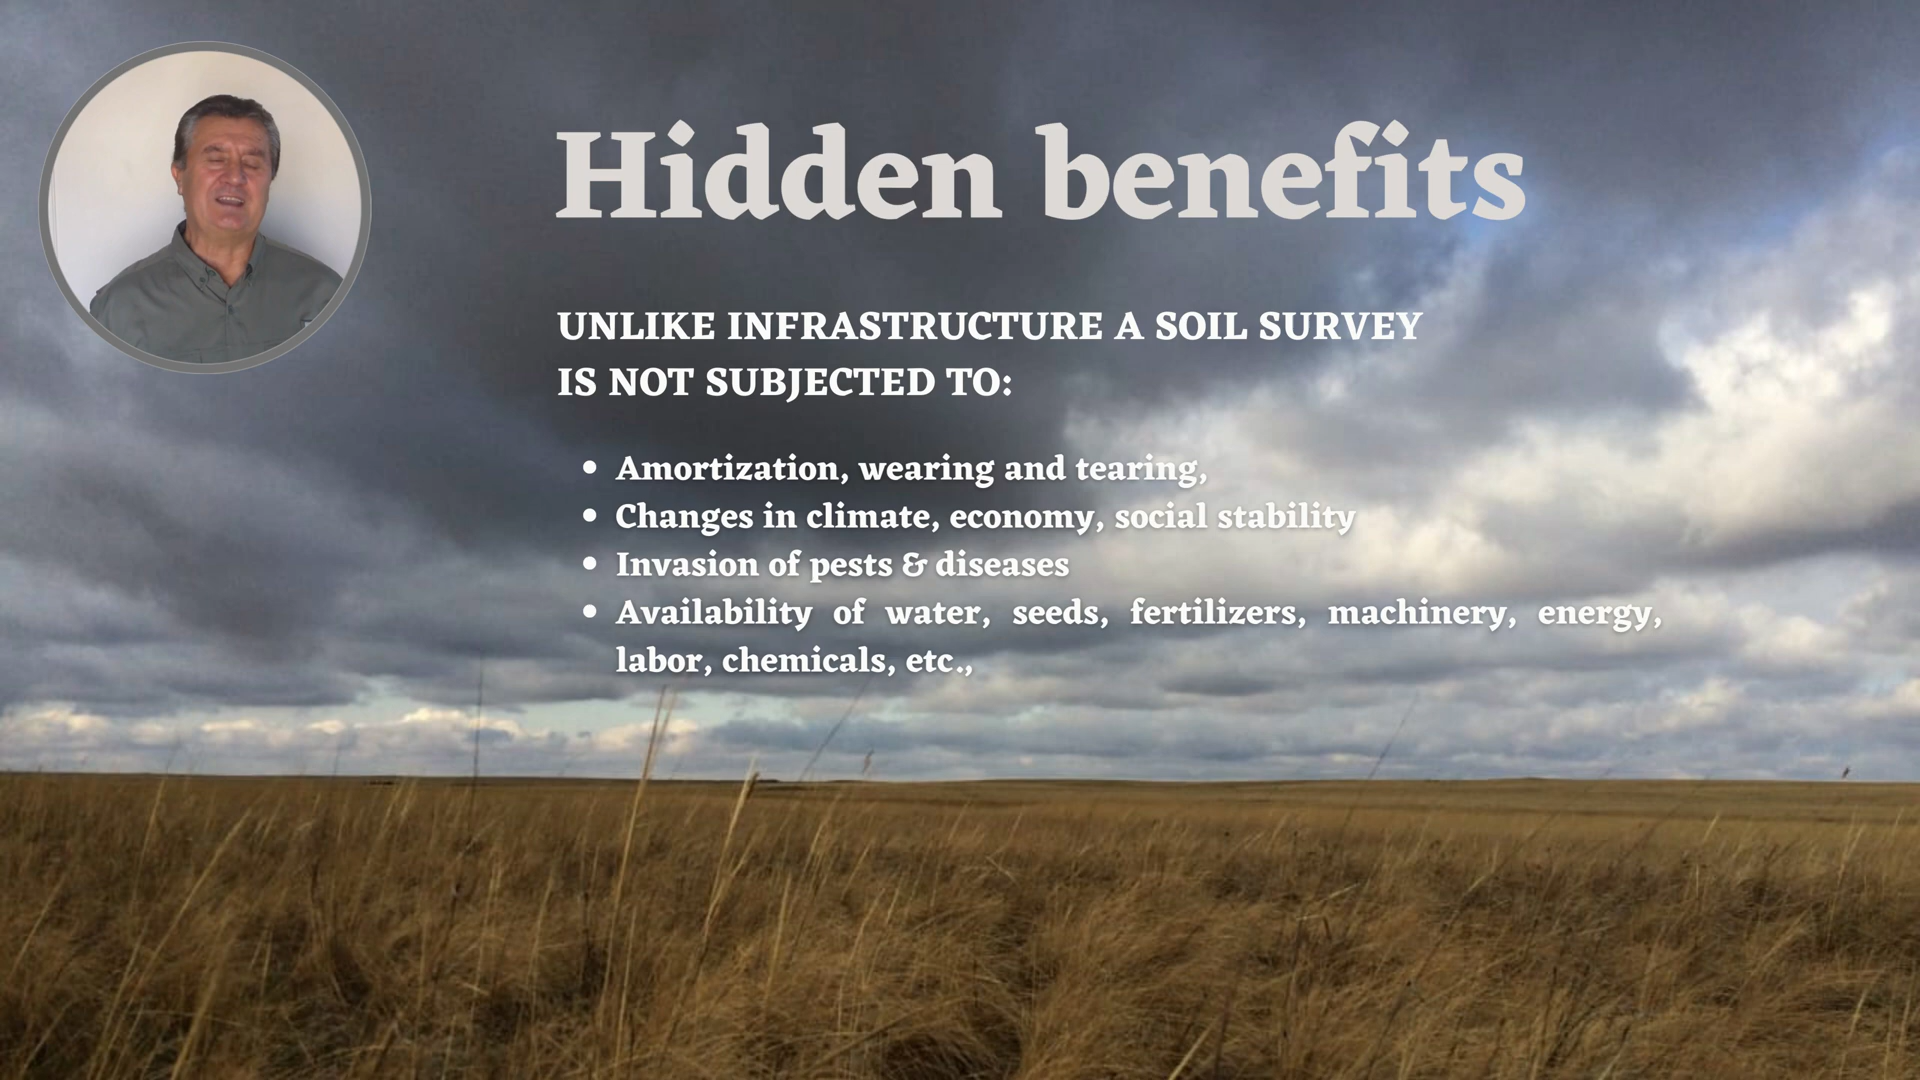 Hidden benefits
UNLIKE INFRASTRUCTURE A SOIL SURVEY
IS NOT SUBJECTED TO:
• Amortization, wearing and tearing,
• Changes in climate, economy, social stability
• Invasion of pests & diseases
• Availability of water, seeds, fertilizers, machinery, energy,
labor, chemicals, etc.,